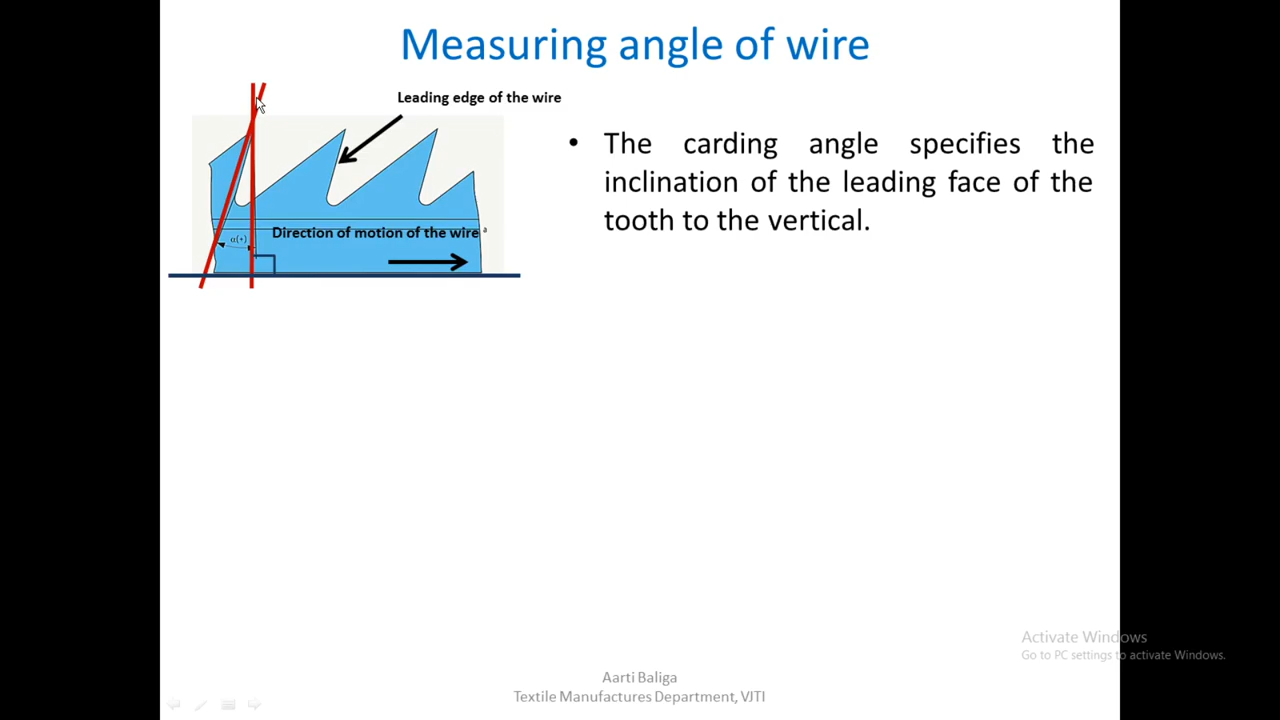 Measuring angle of wire
Leading edge of the wire
• The carding angle specifies the
inclination of the leading face of the
tooth to the vertical.
α(+)
Direction of motion of the wire a
Activate Windows
Go to PC settings to activate Windows.
Aarti Baliga
Textile Manufactures Department, VJTI